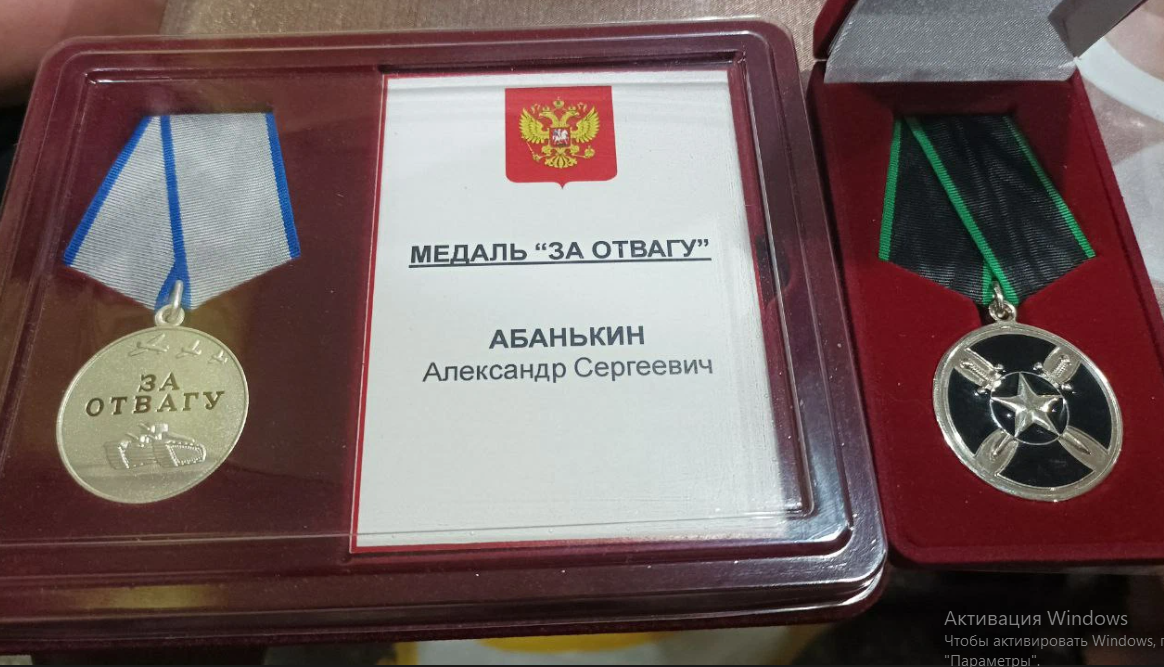 ЗА
ОТВАГУ
МЕДАЛЬ “ЗА ОТВАГУ”
АБАНЬКИН
Александр Сергеевич
Активация Windows
Чтобы активировать Windows,
"Параметры".